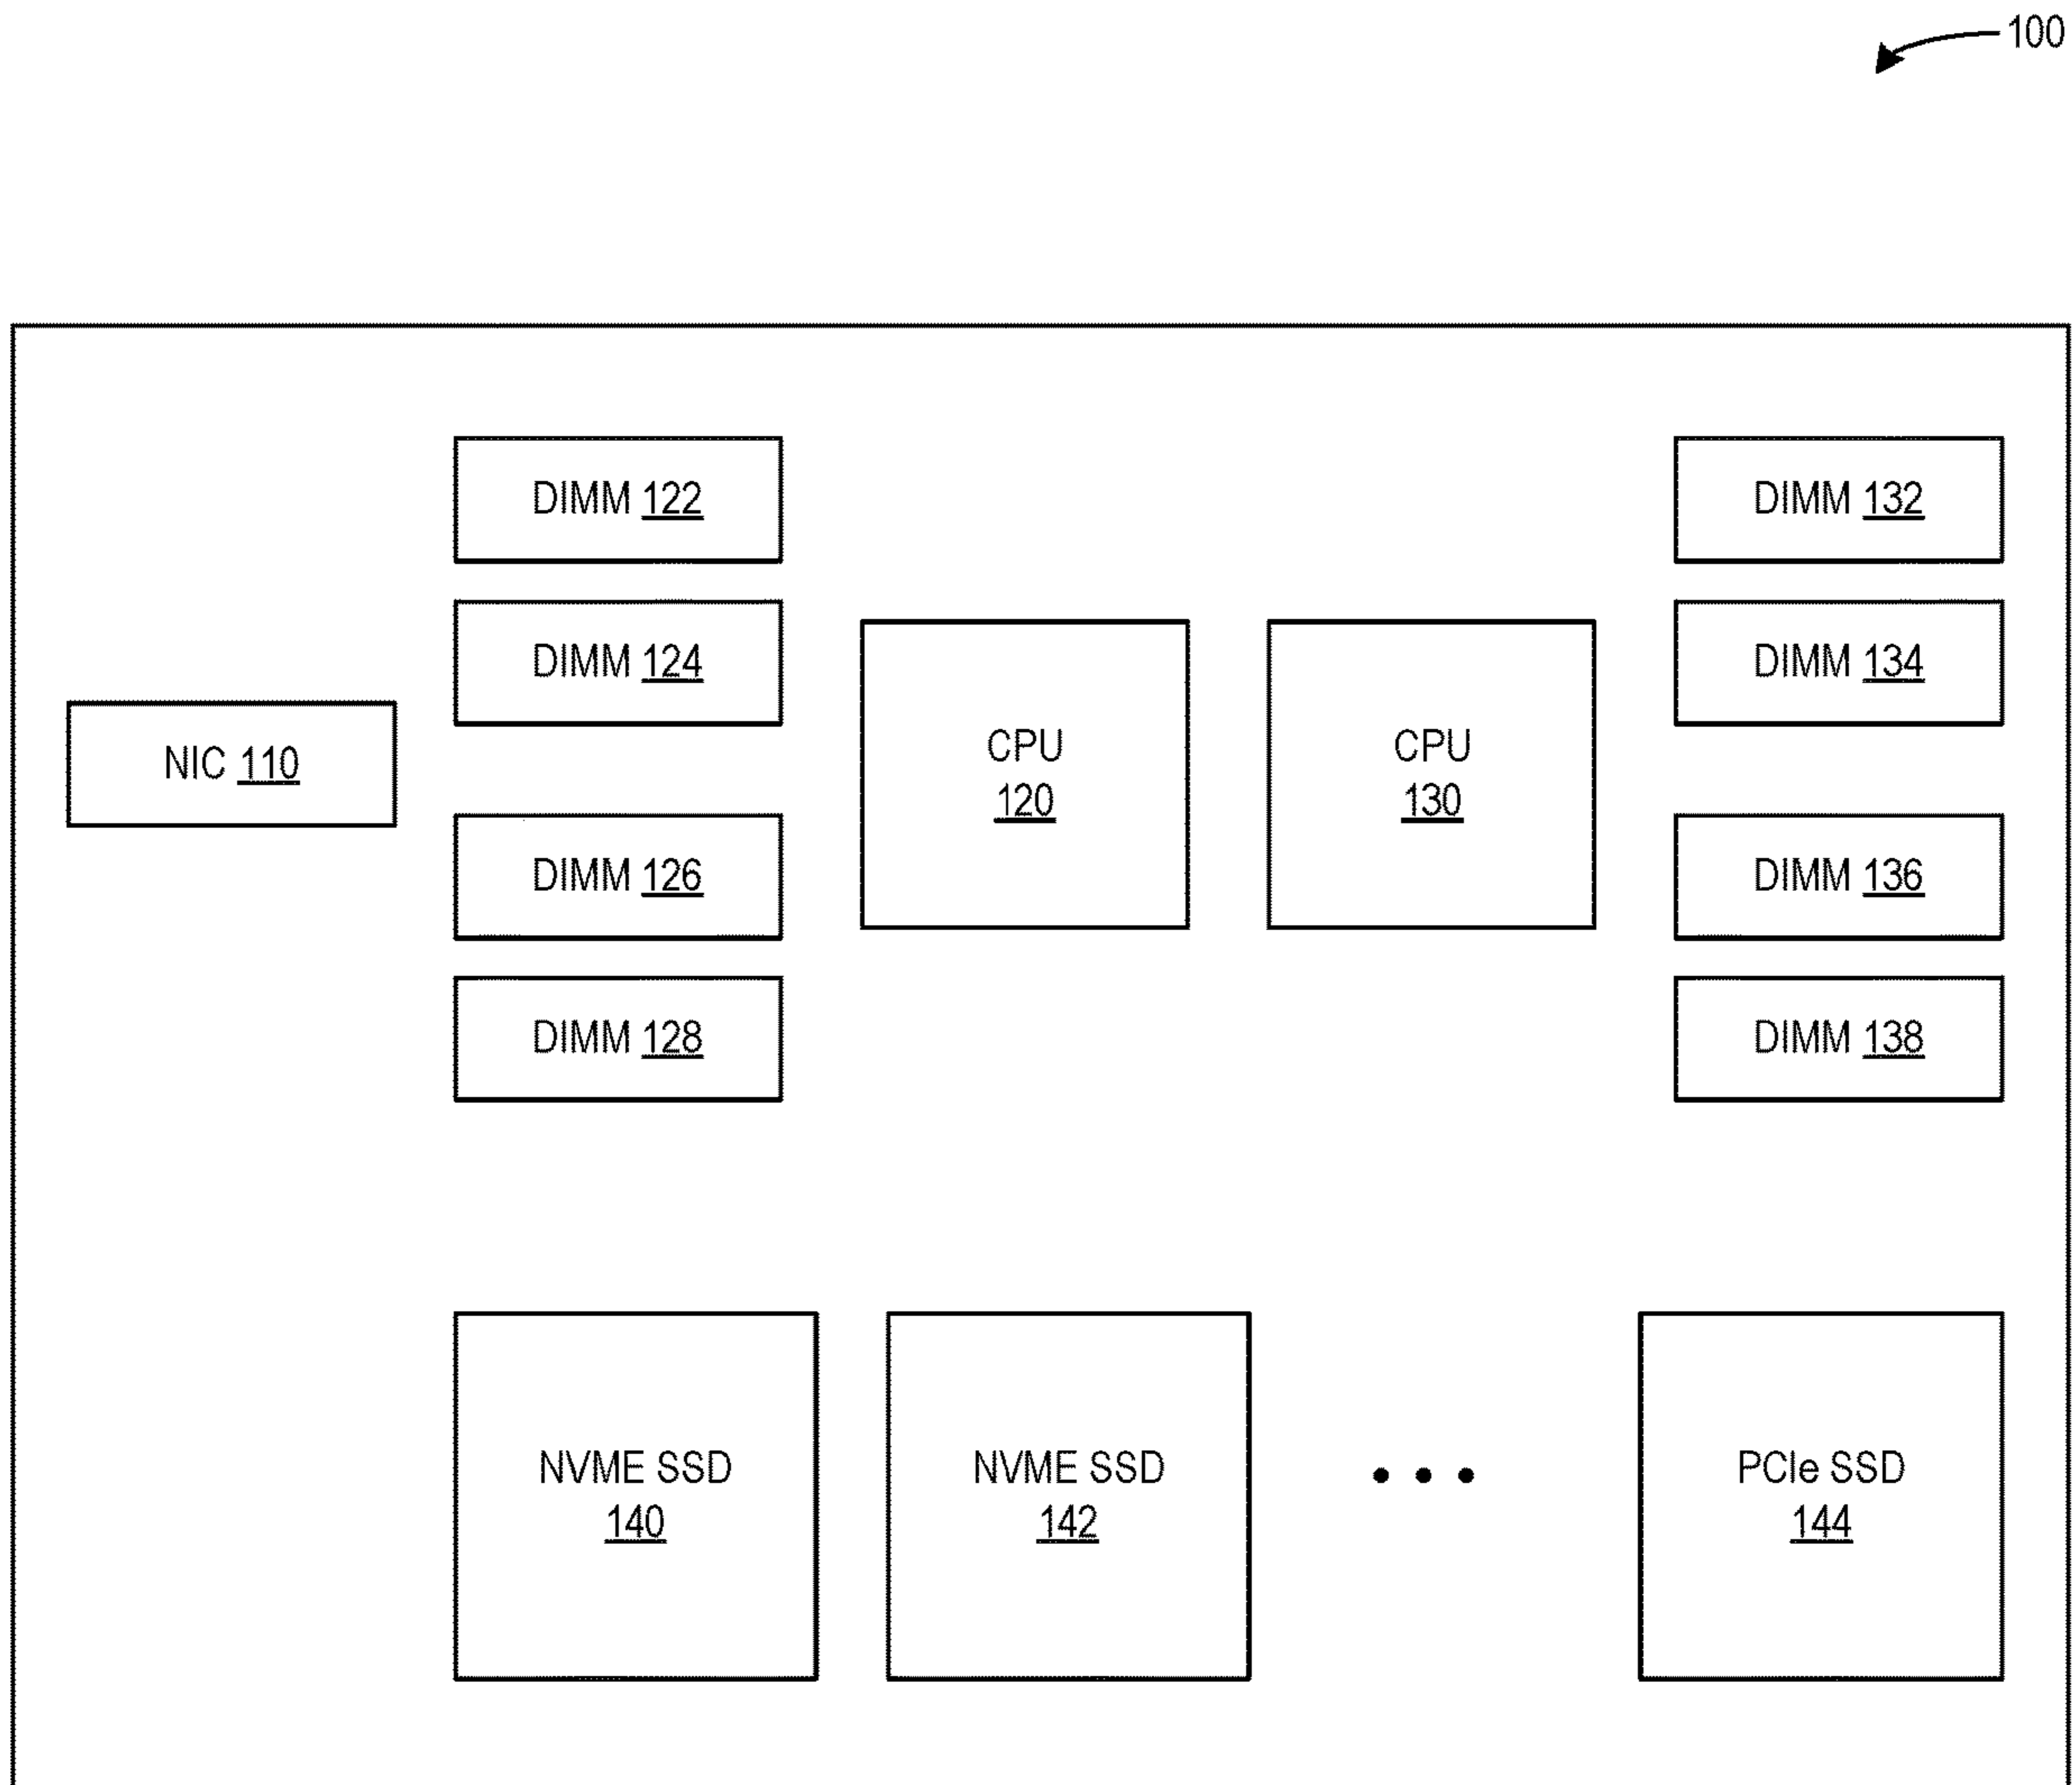 100
DIMM 122
DIMM 132
DIMM 124
DIMM 134
NIC 110
CPU
120
CPU
130
DIMM 126
DIMM 136
DIMM 128
DIMM 138
NVME SSD
140
NVME SSD
142
PCIe SSD
144